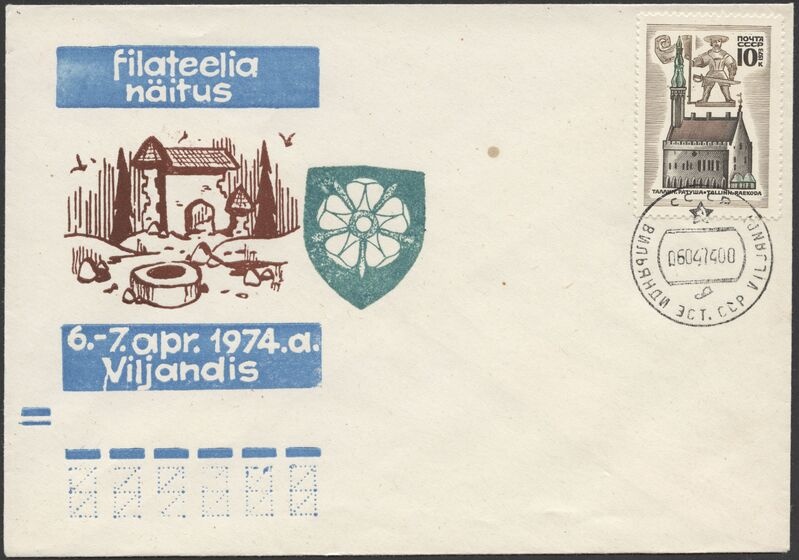 filateelia
näitus
6.-7. apr. 1974.a.
Viljandis
ПОЧТА
СССР
10 к
1973
ТАЛЛИН. РАТУША • TALLINN. RAEKODA
СССР
06047400
ВИЛЬЯНДИ ЭСТ. ССР VILJANDI